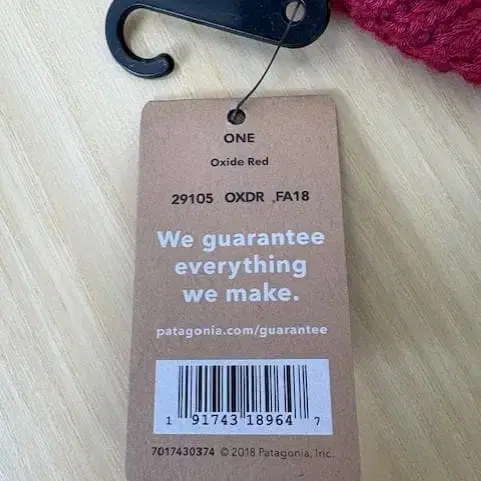 ONE
Oxide Red
29105 OXDR ,FA18
We guarantee
everything
we make.
patagonia.com/guarantee
1 91743 18964 7
7017430374 © 2018 Patagonia, Inc.